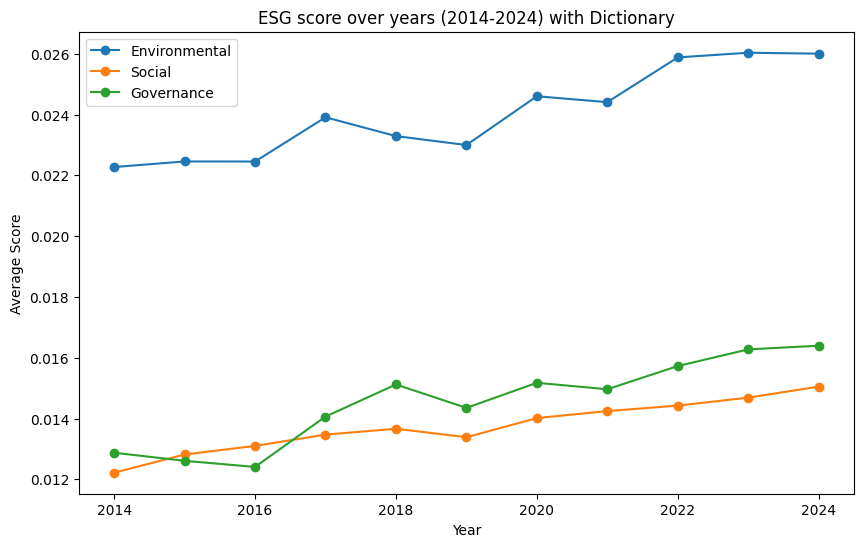 ESG score over years (2014-2024) with Dictionary
Environmental
Social
Governance
Average Score
0.026
0.024
0.022
0.020
0.018
0.016
0.014
0.012
2014 2016 2018 2020 2022 2024
Year